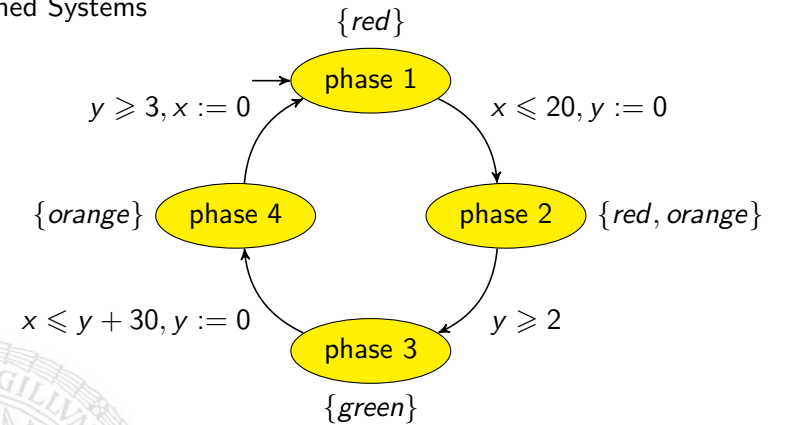 Systems
{red}
phase 1
y ⩾ 3, x := 0
x ⩽ 20, y := 0
{orange}
phase 4
phase 2
{red, orange}
x ⩽ y + 30, y := 0
y ⩾ 2
phase 3
{green}